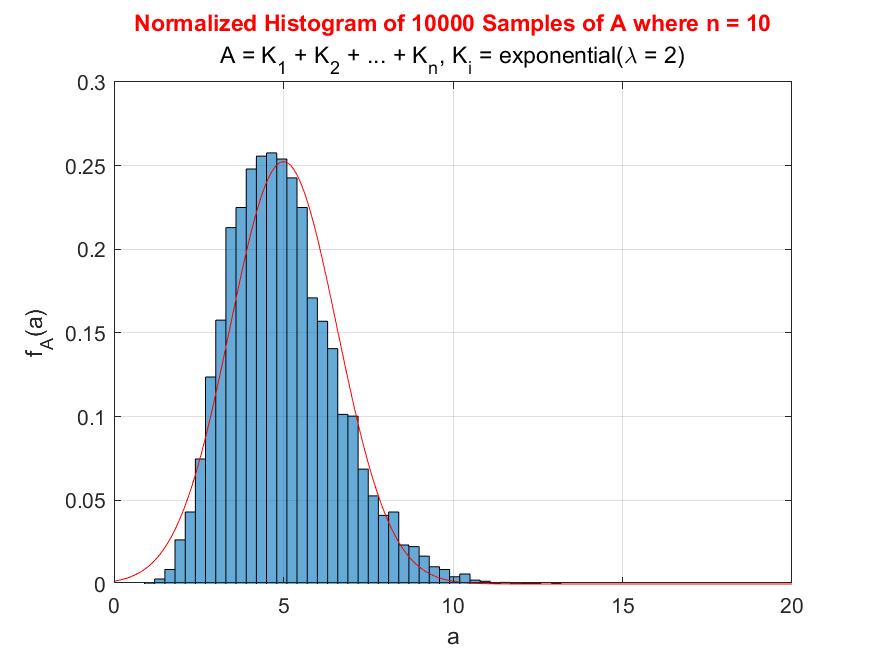 Normalized Histogram of 10000 Samples of A where n = 10
A = K₁ + K₂ + ... + Kₙ, Kᵢ = exponential(λ = 2)
0.3
0.25
0.2
0.15
0.1
0.05
0
f_A(a)
0 5 10 15 20
a